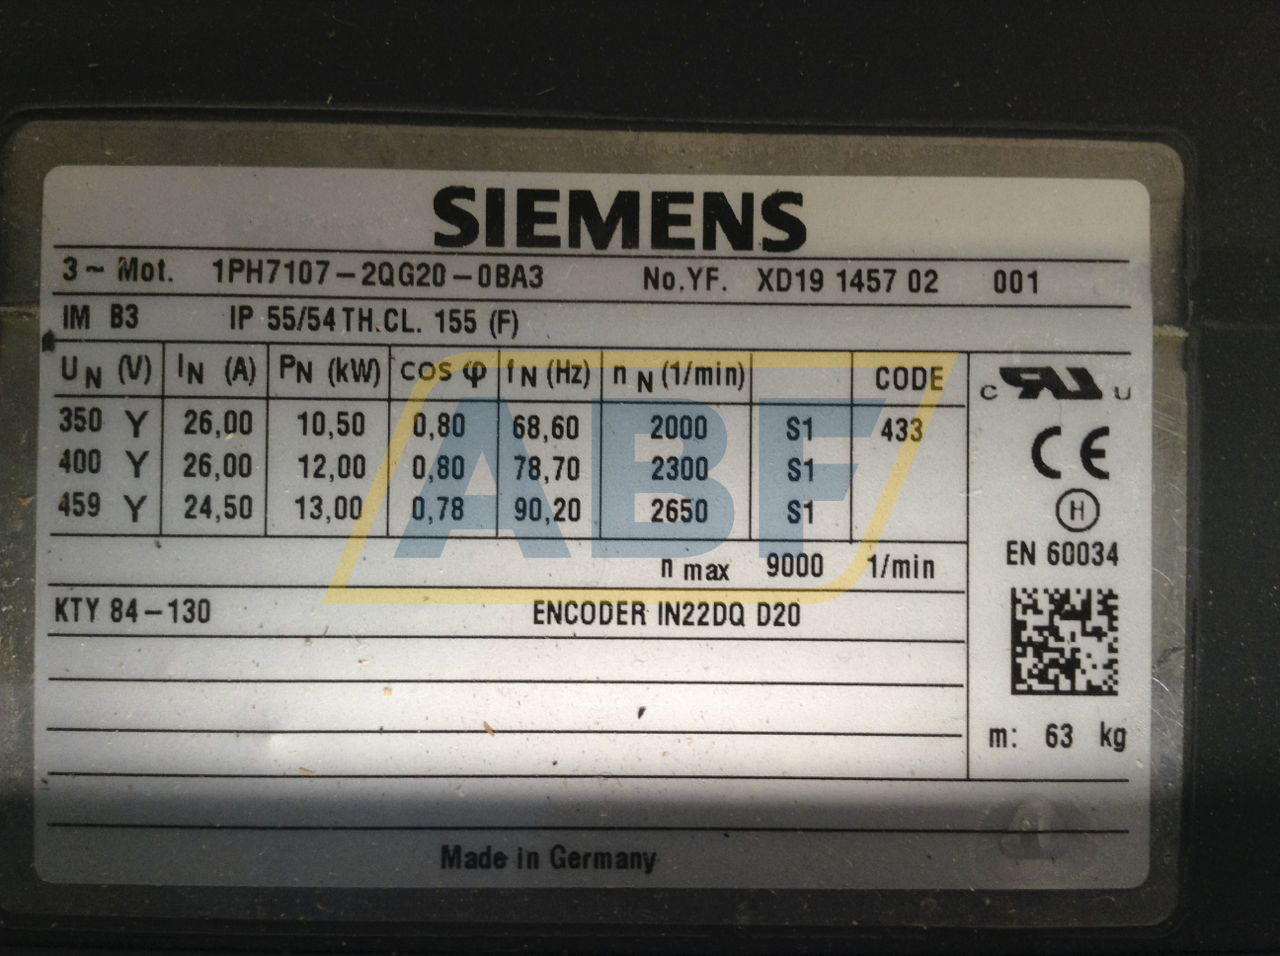 SIEMENS
3~ Mot. 1PH7107-2QG20-0BA3 No.YF. XD19 1457 02 001
IM B3 IP 55/54 TH.CL. 155 (F)
UN (V) IN (A) PN (kW) cos φ fN (Hz) nN (1/min) CODE
350 Y 26,00 10,50 0,80 68,60 2000 S1 433
400 Y 26,00 12,00 0,80 78,70 2300 S1
459 Y 24,50 13,00 0,78 90,20 2650 S1
n max 9000 1/min
KTY 84-130 ENCODER IN22DQ D20
c RU US
CE
H
EN 60034
m: 63 kg
Made in Germany
ABF